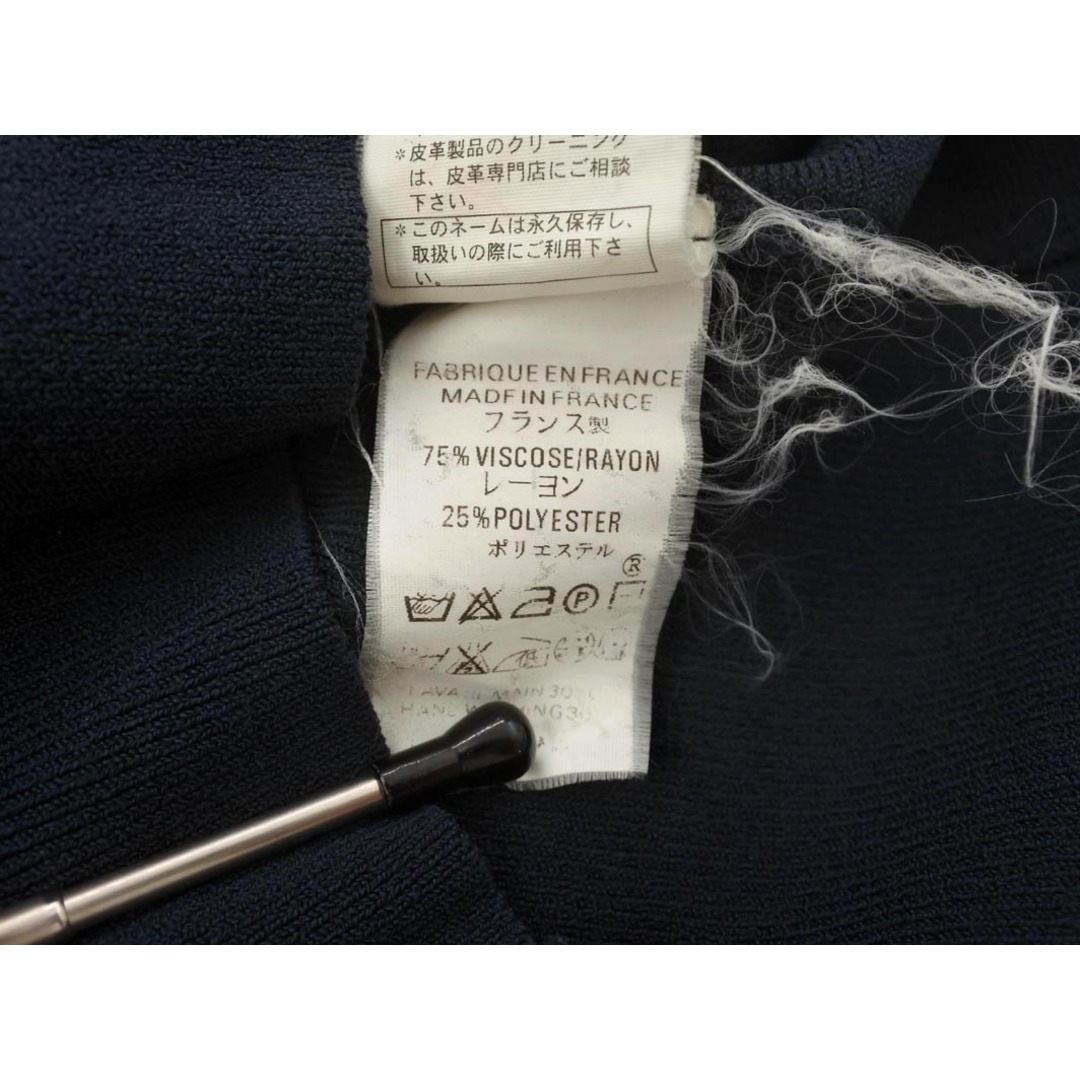 ※皮革製品のクリーニング
は、皮革専門店にご相談
下さい。
※このネームは永久保存し、
取扱いの際にご利用下さ
い。
FABRIQUE EN FRANCE
MADE IN FRANCE
フランス製
75% VISCOSE/RAYON
レーヨン
25% POLYESTER
ポリエステル
®
P
低
MAIN 30